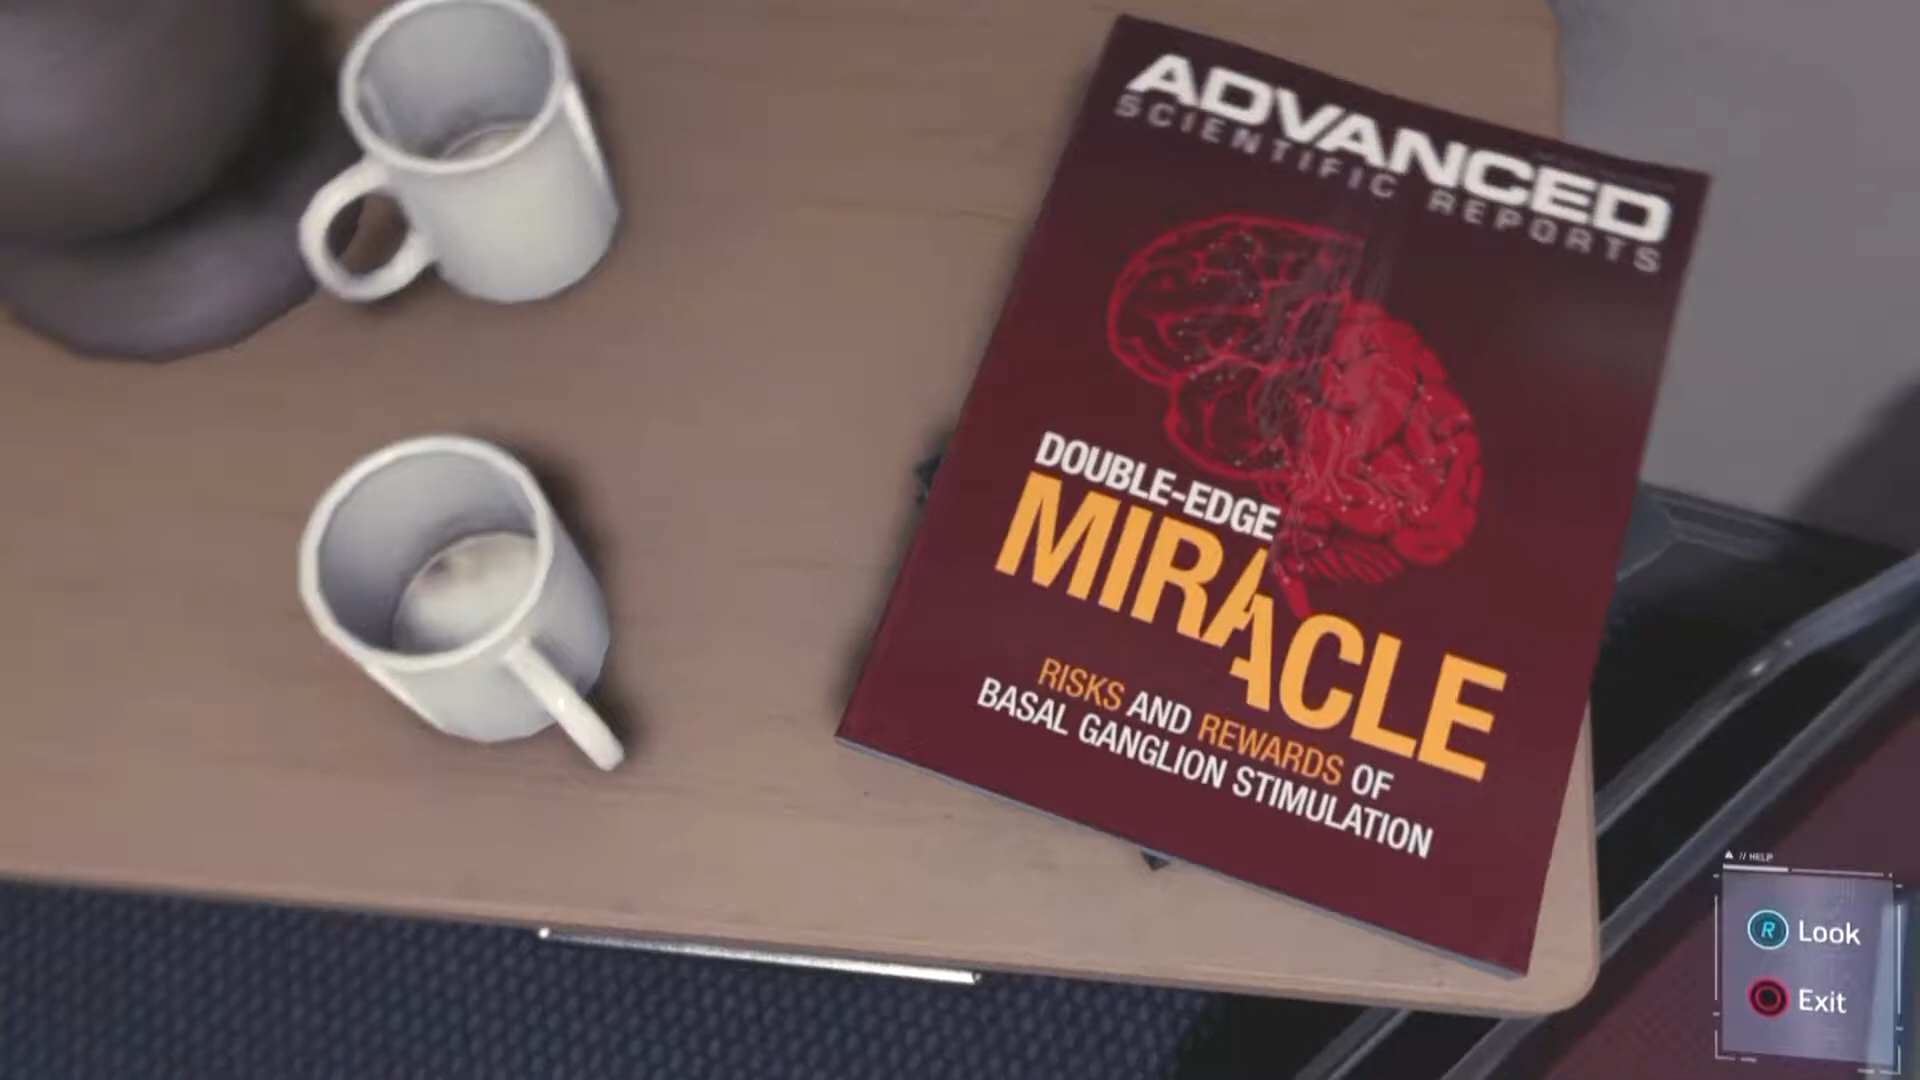 ADVANCED
SCIENTIFIC REPORTS
DOUBLE-EDGE
MIRACLE
RISKS AND REWARDS OF
BASAL GANGLION STIMULATION
// HELP
R Look
Exit